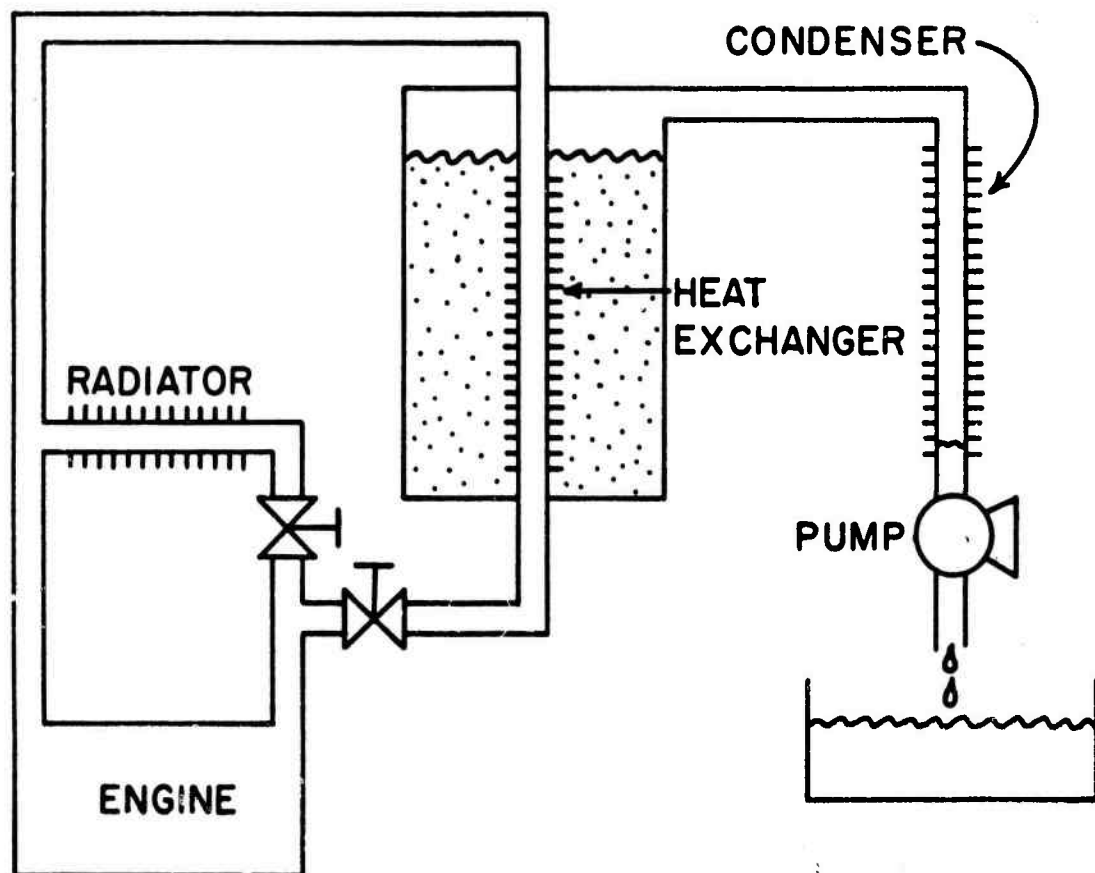 CONDENSER
HEAT
EXCHANGER
RADIATOR
PUMP
ENGINE